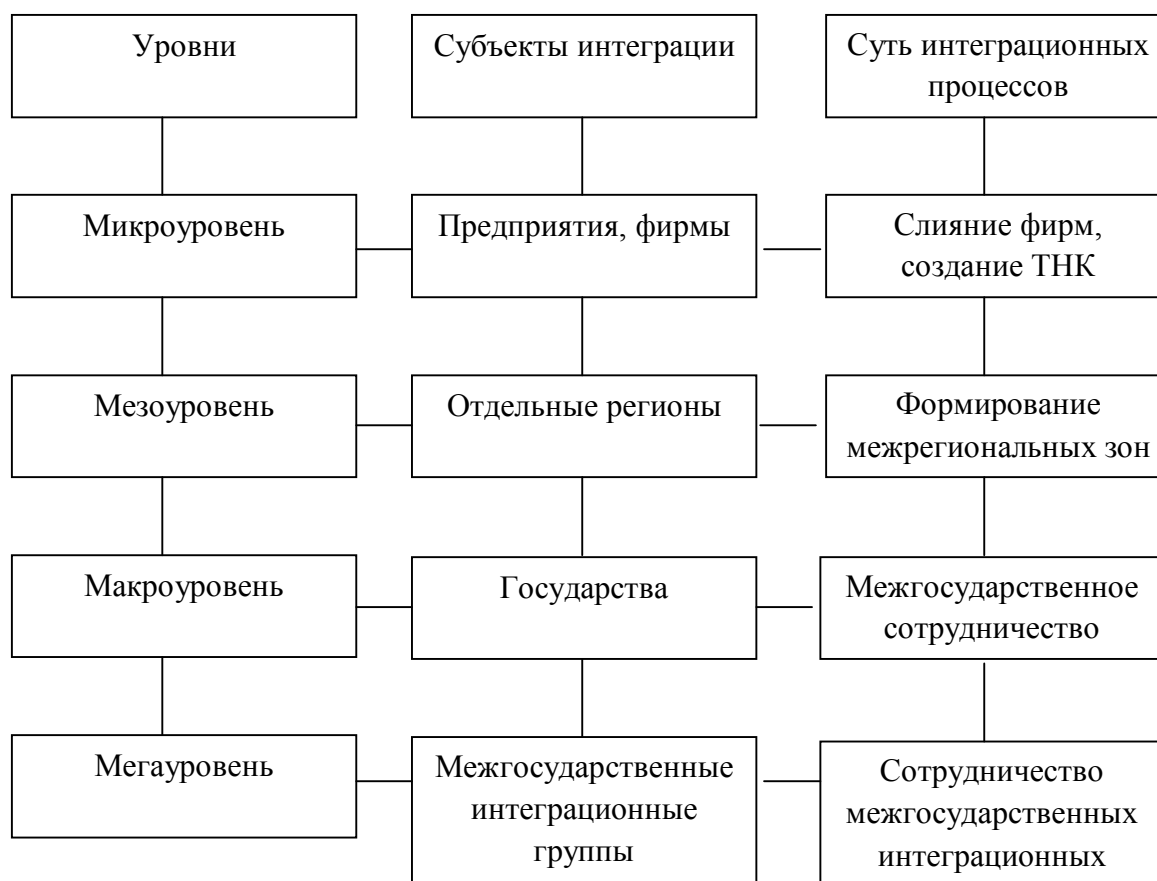 Уровни
Субъекты интеграции
Суть интеграционных
процессов
Микроуровень
Предприятия, фирмы
Слияние фирм,
создание ТНК
Мезоуровень
Отдельные регионы
Формирование
межрегиональных зон
Макроуровень
Государства
Межгосударственное
сотрудничество
Мегауровень
Межгосударственные
интеграционные
группы
Сотрудничество
межгосударственных
интеграционных